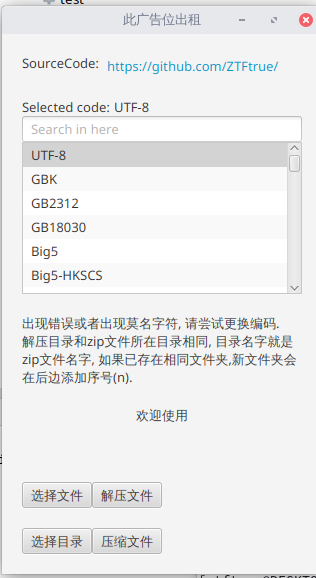 test
此广告位出租
SourceCode: https://github.com/ZTFtrue/
Selected code: UTF-8
Search in here
UTF-8
GBK
GB2312
GB18030
Big5
Big5-HKSCS
出现错误或者出现莫名字符, 请尝试更换编码.
解压目录和zip文件所在目录相同, 目录名字就是
zip文件名字, 如果已存在相同文件夹,新文件夹会
在后边添加序号(n).
欢迎使用
选择文件 解压文件
选择目录 压缩文件